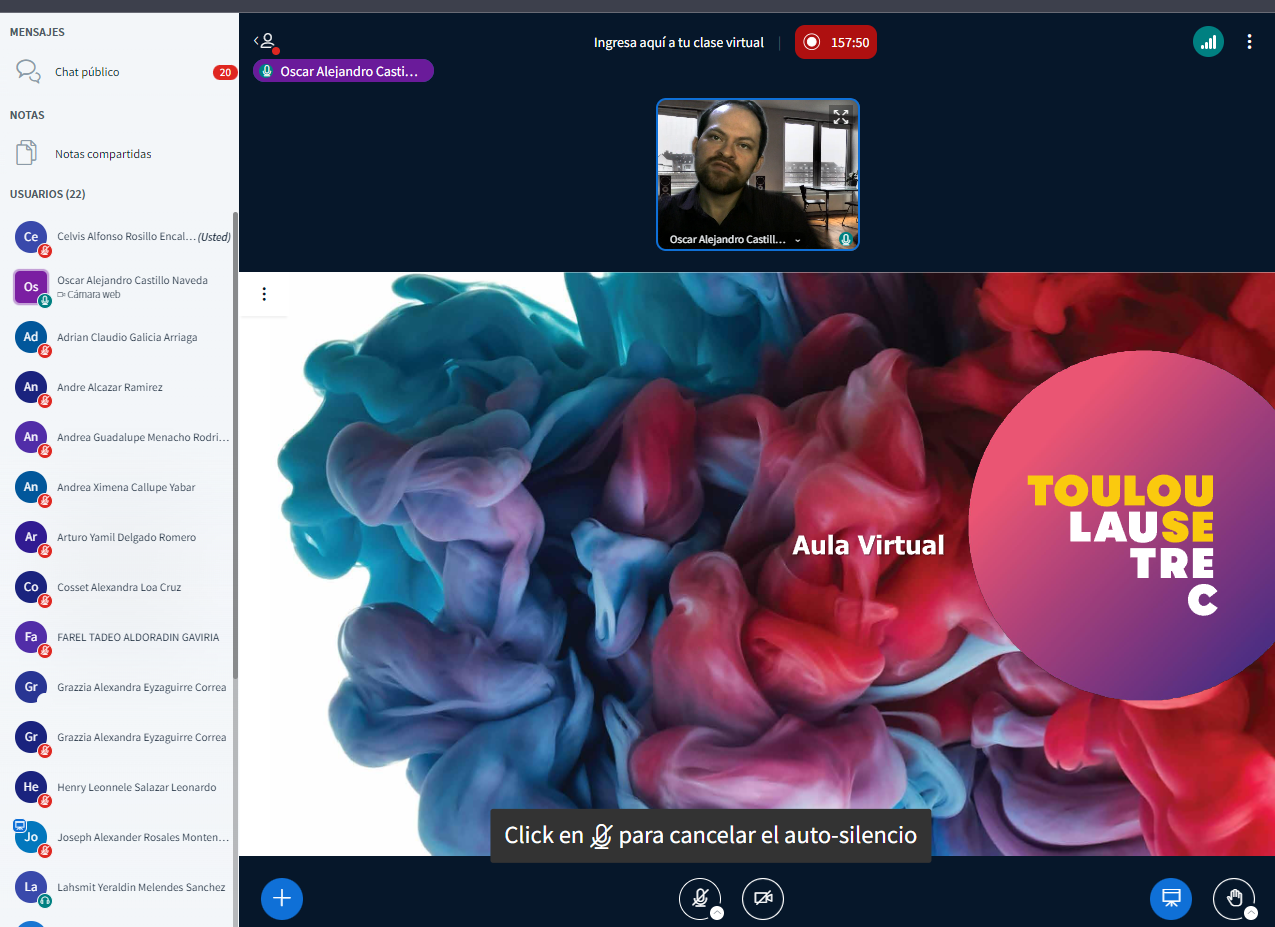 MENSAJES
Chat público
20
NOTAS
Notas compartidas
USUARIOS (22)
Ce
Celvis Alfonso Rosillo Encal... (Usted)
Os
Oscar Alejandro Castillo Naveda
Cámara web
Ad
Adrian Claudio Galicia Arriaga
An
Andre Alcazar Ramirez
An
Andrea Guadalupe Menacho Rodri...
An
Andrea Ximena Callupe Yabar
Ar
Arturo Yamil Delgado Romero
Co
Cosset Alexandra Loa Cruz
Fa
FAREL TADEO ALDORADIN GAVIRIA
Gr
Grazzia Alexandra Eyzaguirre Correa
Gr
Grazzia Alexandra Eyzaguirre Correa
He
Henry Leonnele Salazar Leonardo
Jo
Joseph Alexander Rosales Monten...
La
Lahsmit Yeraldin Melendes Sanchez
Ingresa aquí a tu clase virtual
157:50
Oscar Alejandro Casti...
Oscar Alejandro Castill...
Aula Virtual
TOULOU
LAUSE
TRE
C
Click en para cancelar el auto-silencio